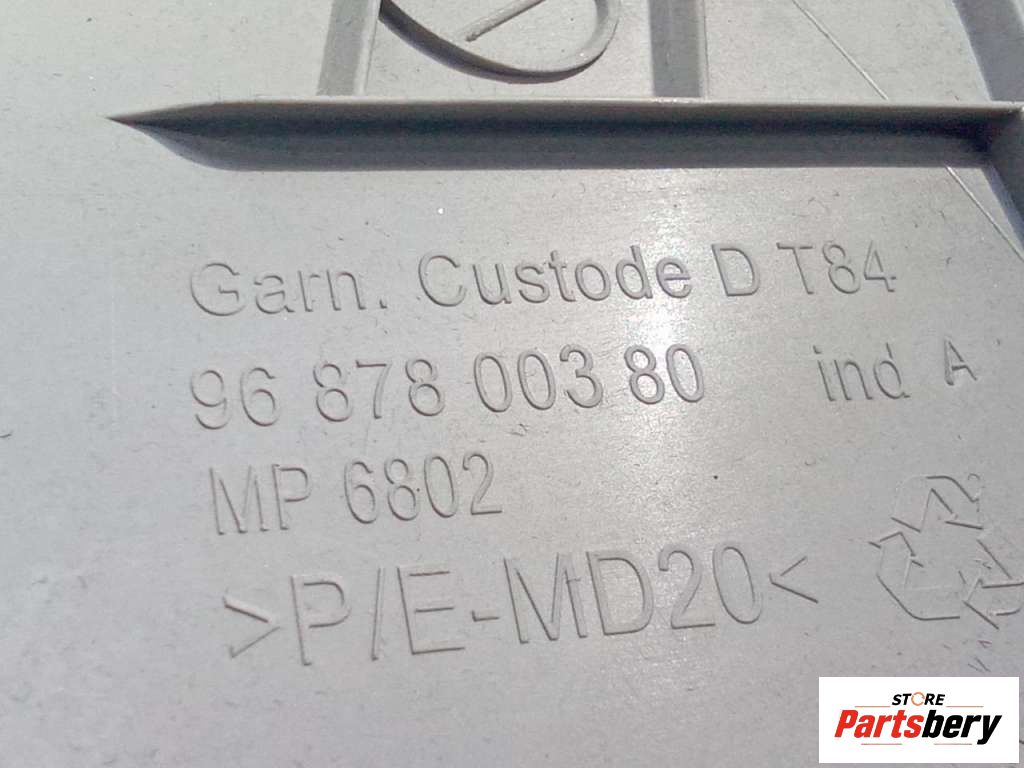 Garn. Custode D T84
96 878 003 80 ind A
MP 6802
>P/E-MD20<
STORE
Partsbery